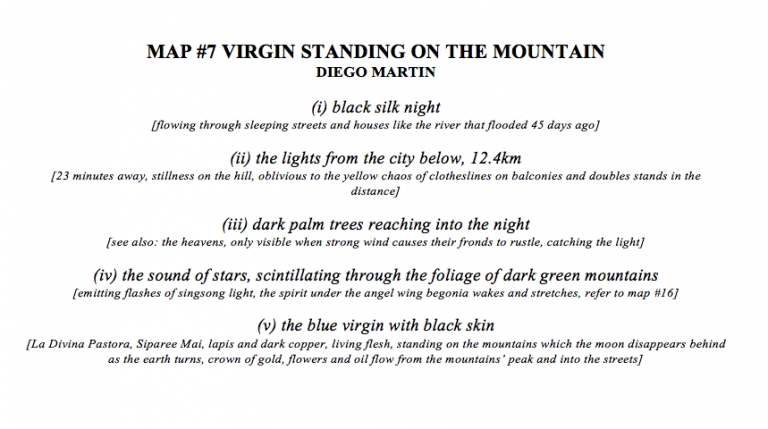 MAP #7 VIRGIN STANDING ON THE MOUNTAIN
DIEGO MARTIN
(i) black silk night
[flowing through sleeping streets and houses like the river that flooded 45 days ago]
(ii) the lights from the city below, 12.4km
[23 minutes away, stillness on the hill, oblivious to the yellow chaos of clotheslines on balconies and doubles stands in the
distance]
(iii) dark palm trees reaching into the night
[see also: the heavens, only visible when strong wind causes their fronds to rustle, catching the light]
(iv) the sound of stars, scintillating through the foliage of dark green mountains
[emitting flashes of singsong light, the spirit under the angel wing begonia wakes and stretches, refer to map #16]
(v) the blue virgin with black skin
[La Divina Pastora, Siparee Mai, lapis and dark copper, living flesh, standing on the mountains which the moon disappears behind
as the earth turns, crown of gold, flowers and oil flow from the mountains’ peak and into the streets]